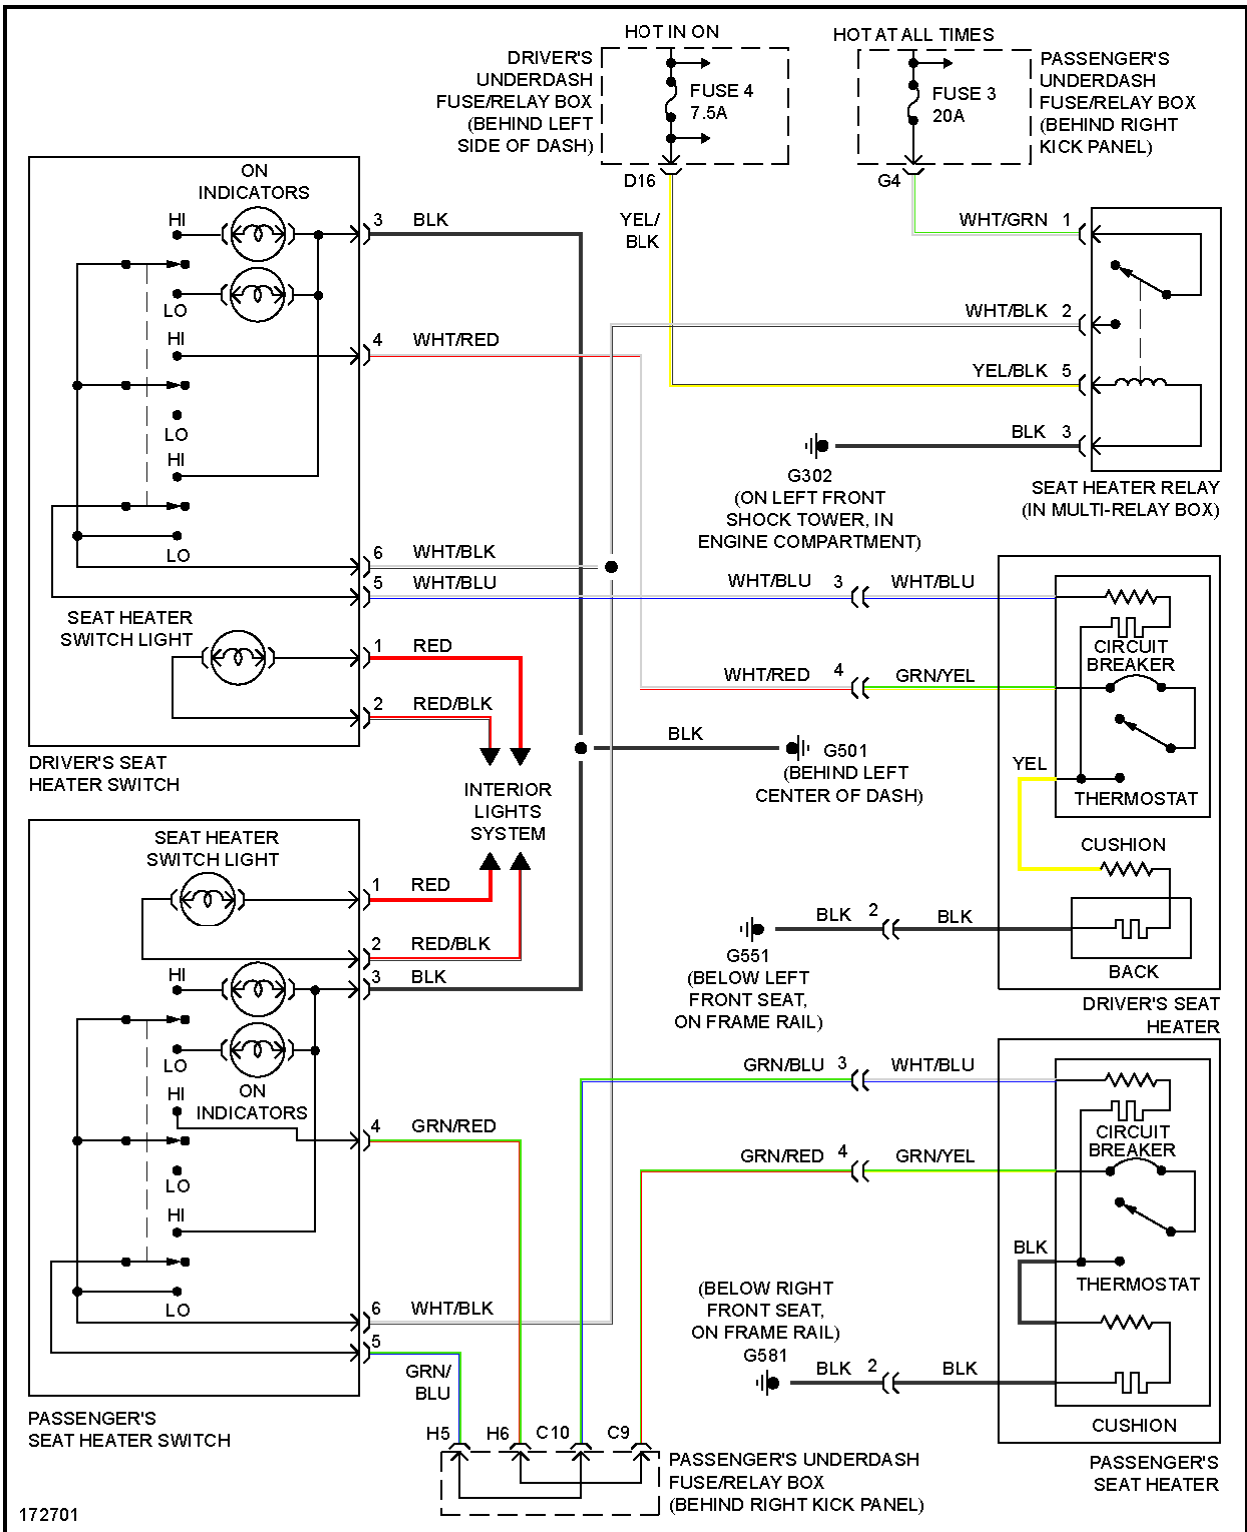 HOT IN ON
HOT AT ALL TIMES
DRIVER'S
UNDERDASH
FUSE/RELAY BOX
(BEHIND LEFT
SIDE OF DASH)
FUSE 4
7.5A
FUSE 3
20A
PASSENGER'S
UNDERDASH
FUSE/RELAY BOX
(BEHIND RIGHT
KICK PANEL)
D16
G4
YEL/
BLK
ON
INDICATORS
HI
LO
HI
LO
HI
LO
3 BLK
4 WHT/RED
6 WHT/BLK
5 WHT/BLU
SEAT HEATER
SWITCH LIGHT
1 RED
2 RED/BLK
DRIVER'S SEAT
HEATER SWITCH
WHT/GRN 1
WHT/BLK 2
YEL/BLK 5
BLK 3
G302
(ON LEFT FRONT
SHOCK TOWER, IN
ENGINE COMPARTMENT)
SEAT HEATER RELAY
(IN MULTI-RELAY BOX)
WHT/BLU 3 WHT/BLU
WHT/RED 4 GRN/YEL
CIRCUIT
BREAKER
BLK
G501
(BEHIND LEFT
CENTER OF DASH)
YEL
THERMOSTAT
INTERIOR
LIGHTS
SYSTEM
CUSHION
BLK 2 BLK
G551
(BELOW LEFT
FRONT SEAT,
ON FRAME RAIL)
BACK
DRIVER'S SEAT
HEATER
SEAT HEATER
SWITCH LIGHT
1 RED
2 RED/BLK
3 BLK
HI
LO
ON
INDICATORS
HI
LO
HI
LO
4 GRN/RED
6 WHT/BLK
5
GRN/
BLU
PASSENGER'S
SEAT HEATER SWITCH
GRN/BLU 3 WHT/BLU
GRN/RED 4 GRN/YEL
CIRCUIT
BREAKER
BLK
THERMOSTAT
(BELOW RIGHT
FRONT SEAT,
ON FRAME RAIL)
G581
BLK 2 BLK
CUSHION
PASSENGER'S
SEAT HEATER
H5 H6 C10 C9
PASSENGER'S UNDERDASH
FUSE/RELAY BOX
(BEHIND RIGHT KICK PANEL)
172701